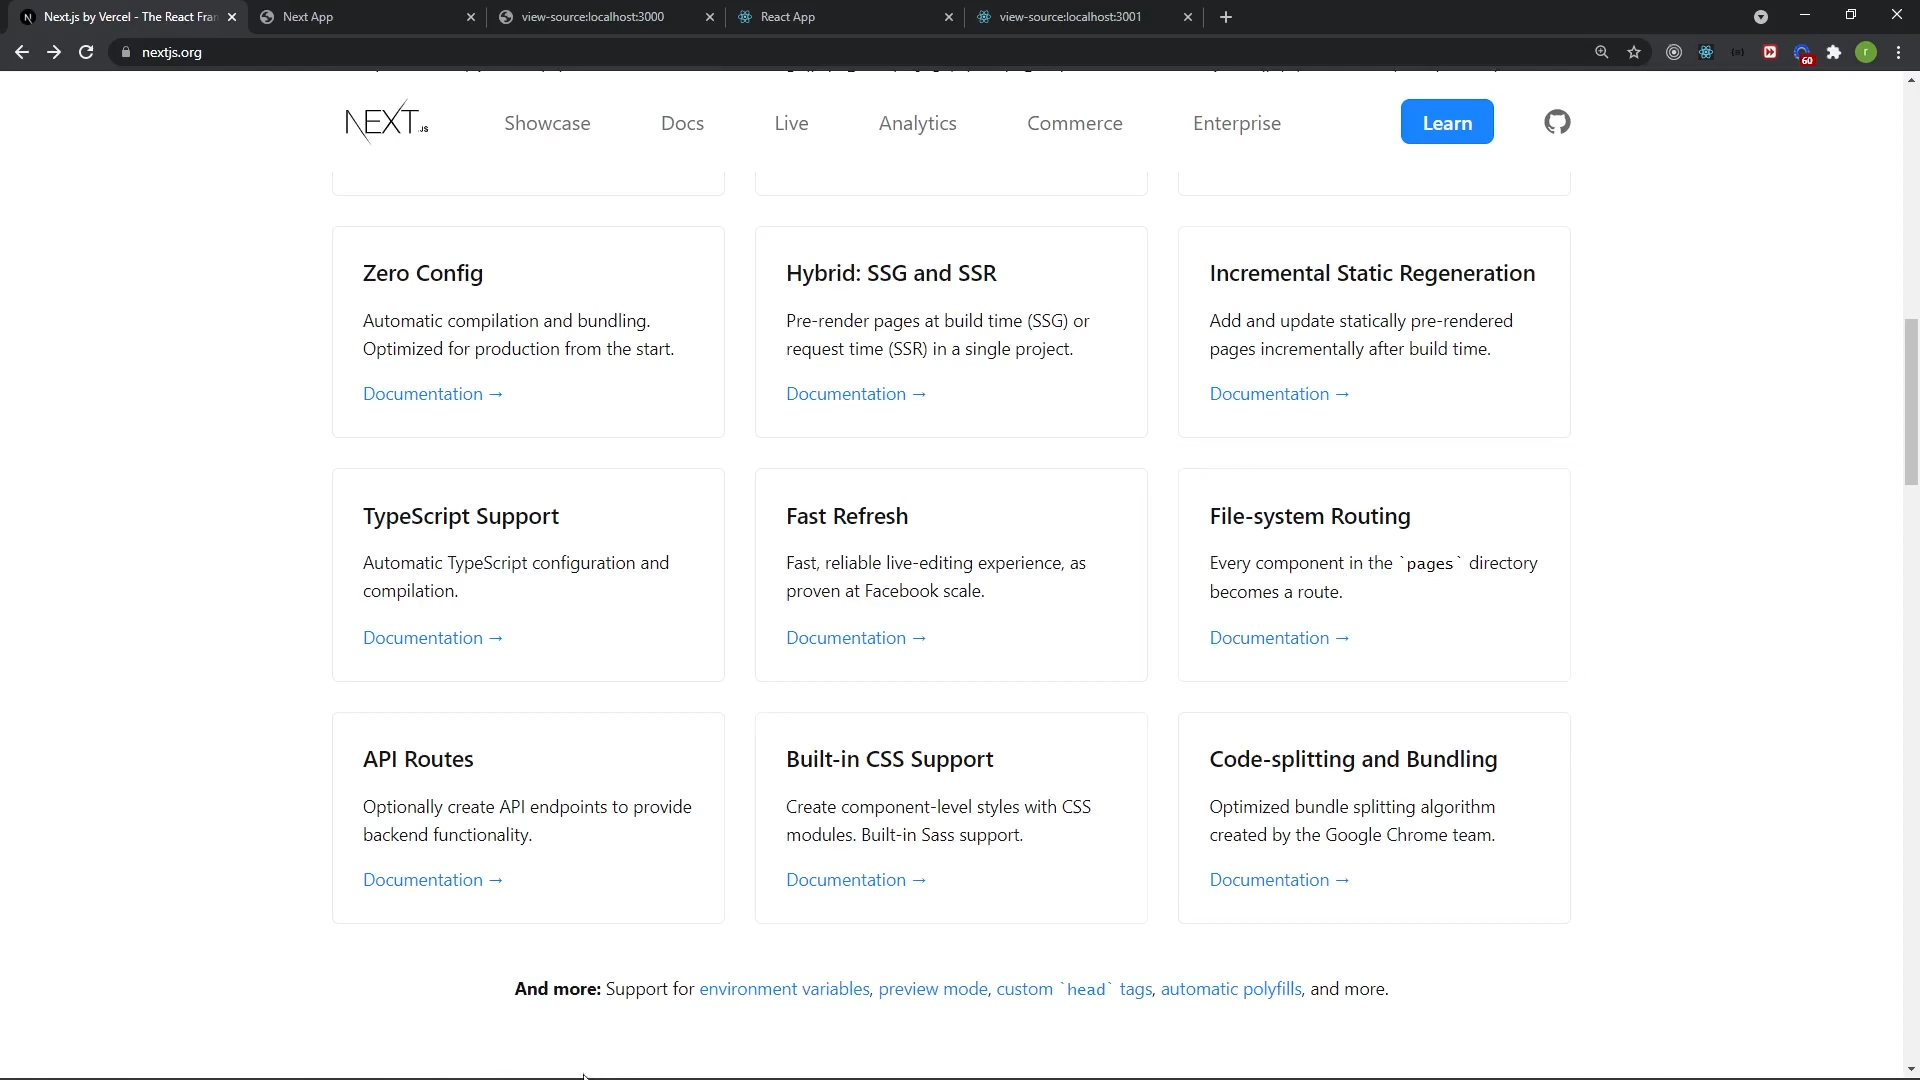 Next.js by Vercel - The React Fran
Next App
view-source:localhost:3000
React App
view-source:localhost:3001
nextjs.org
60
r
NEXT.JS
Showcase
Docs
Live
Analytics
Commerce
Enterprise
Learn
Zero Config
Automatic compilation and bundling.
Optimized for production from the start.
Documentation →
Hybrid: SSG and SSR
Pre-render pages at build time (SSG) or
request time (SSR) in a single project.
Documentation →
Incremental Static Regeneration
Add and update statically pre-rendered
pages incrementally after build time.
Documentation →
TypeScript Support
Automatic TypeScript configuration and
compilation.
Documentation →
Fast Refresh
Fast, reliable live-editing experience, as
proven at Facebook scale.
Documentation →
File-system Routing
Every component in the `pages` directory
becomes a route.
Documentation →
API Routes
Optionally create API endpoints to provide
backend functionality.
Documentation →
Built-in CSS Support
Create component-level styles with CSS
modules. Built-in Sass support.
Documentation →
Code-splitting and Bundling
Optimized bundle splitting algorithm
created by the Google Chrome team.
Documentation →
And more: Support for environment variables, preview mode, custom `head` tags, automatic polyfills, and more.